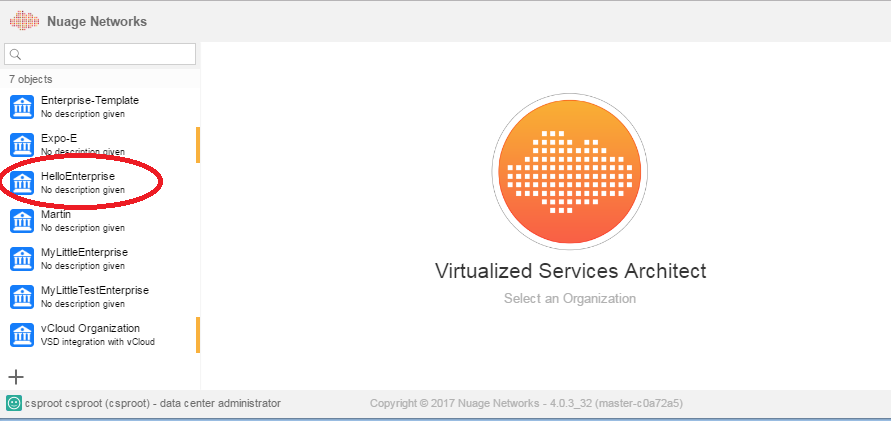 Nuage Networks
7 objects
Enterprise-Template
No description given
Expo-E
No description given
HelloEnterprise
No description given
Martin
No description given
MyLittleEnterprise
No description given
MyLittleTestEnterprise
No description given
vCloud Organization
VSD integration with vCloud
Virtualized Services Architect
Select an Organization
csproot csproot (csproot) - data center administrator
Copyright © 2017 Nuage Networks - 4.0.3_32 (master-c0a72a5)